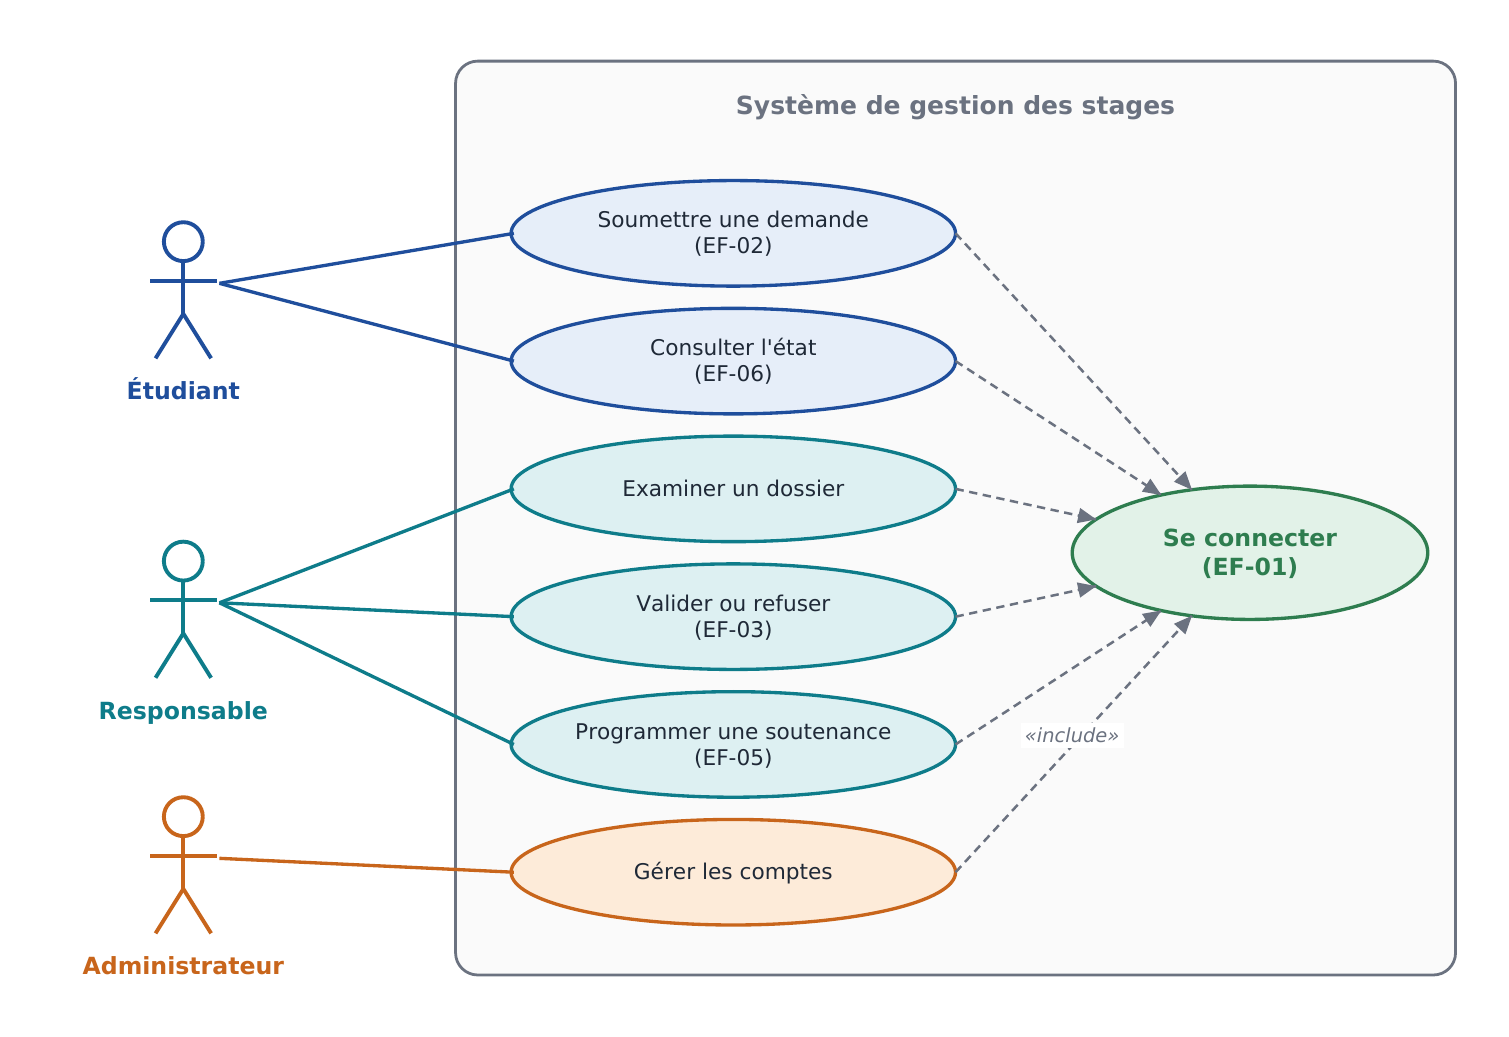 Système de gestion des stages
Soumettre une demande
(EF-02)
Consulter l'état
(EF-06)
Étudiant
Examiner un dossier
Se connecter
(EF-01)
Valider ou refuser
(EF-03)
Responsable
Programmer une soutenance
(EF-05)
«include»
Gérer les comptes
Administrateur